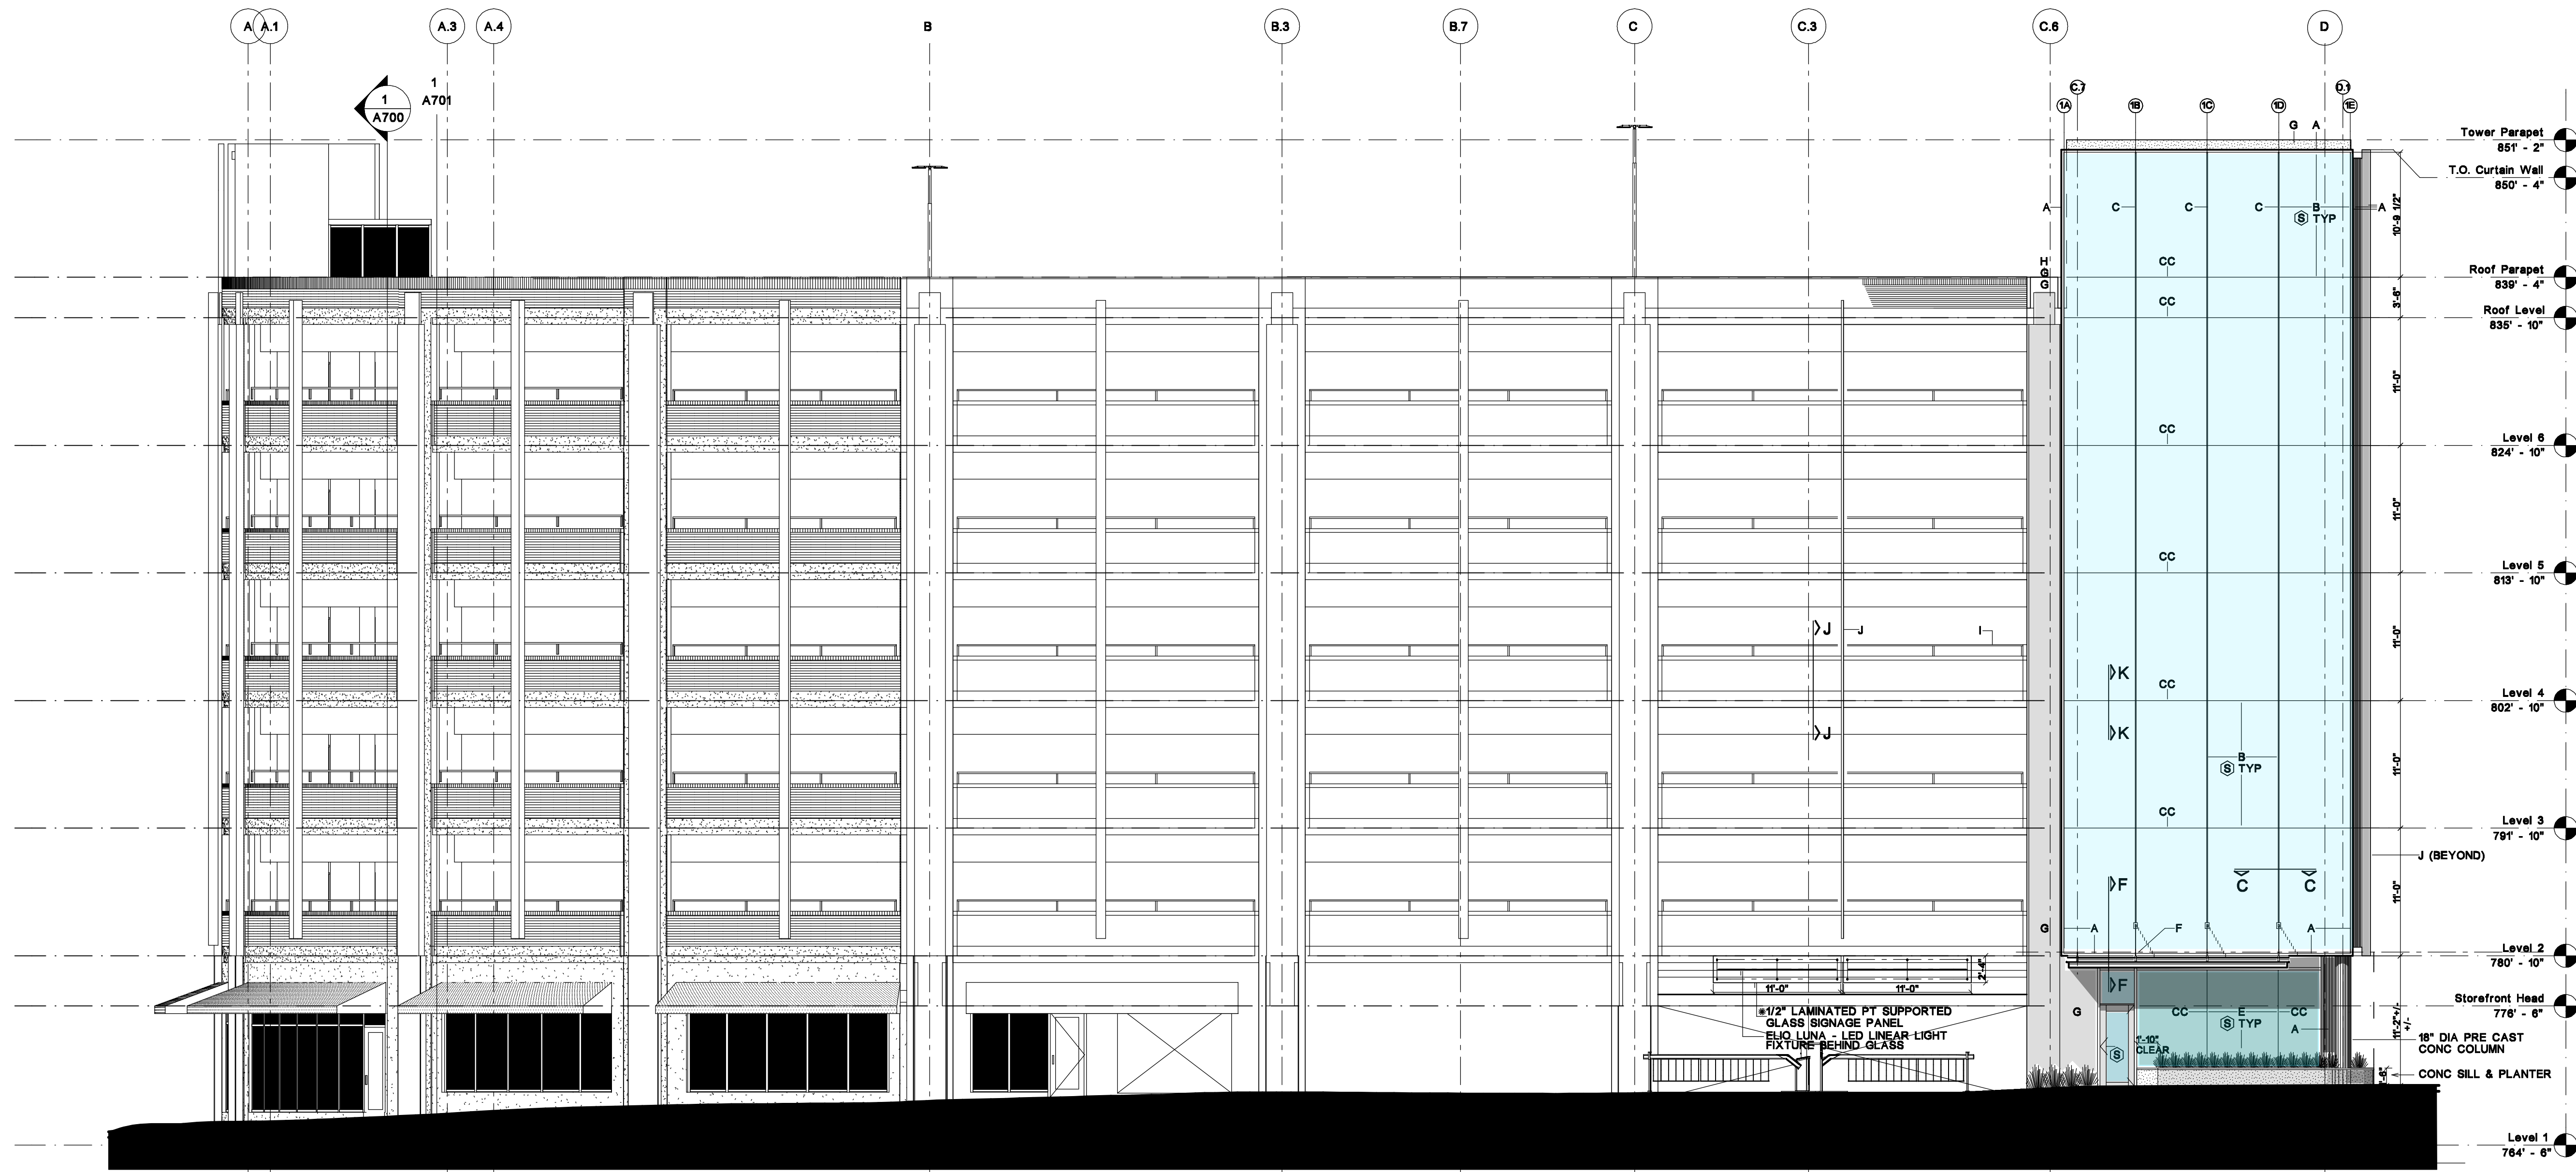 A A.1 A.3 A.4 B B.3 B.7 C C.3 C.6 D
1
A700
1
A701
C.7 D.1
1A 1B 1C 1D 1E
G A
Tower Parapet
851' - 2"
T.O. Curtain Wall
850' - 4"
A C C C B A
S TYP
10'-9 1/2"
H
G
G
CC
Roof Parapet
839' - 4"
3'-6"
CC
Roof Level
835' - 10"
11'-0"
CC
Level 6
824' - 10"
11'-0"
CC
Level 5
813' - 10"
J J I
11'-0"
K
CC
Level 4
802' - 10"
J K
B
S TYP
11'-0"
CC
Level 3
791' - 10"
J (BEYOND)
F C C
11'-0"
G A F A
Level 2
780' - 10"
2'-4"
11'-0" 11'-0"
F
Storefront Head
776' - 6"
*1/2" LAMINATED PT SUPPORTED
GLASS SIGNAGE PANEL
ELIO LUNA - LED LINEAR LIGHT
FIXTURE BEHIND GLASS
G CC E CC
S TYP
A
11'-2"+/-
+/-
18" DIA PRE CAST
CONC COLUMN
1'-10"
CLEAR
S
CONC SILL & PLANTER
Level 1
764' - 6"